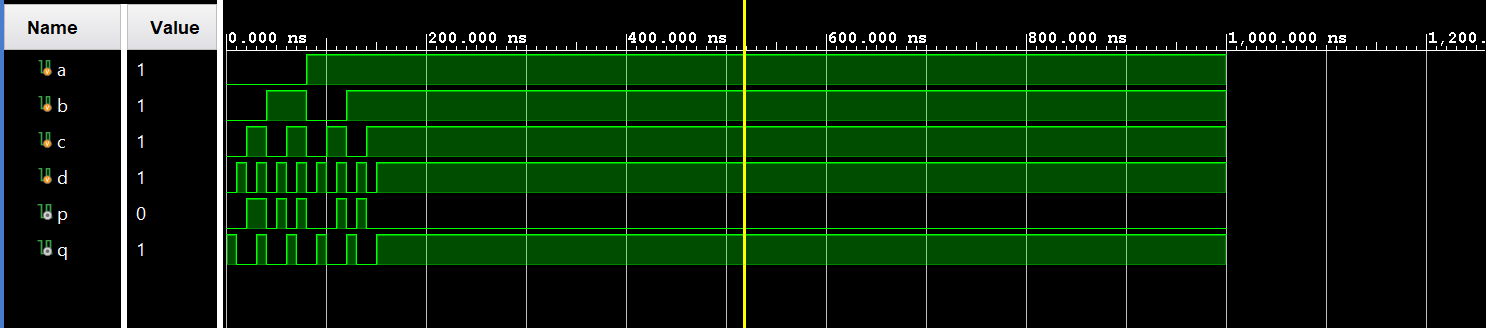 Name Value
0.000 ns 200.000 ns 400.000 ns 600.000 ns 800.000 ns 1,000.000 ns 1,200.
a 1
b 1
c 1
d 1
p 0
q 1